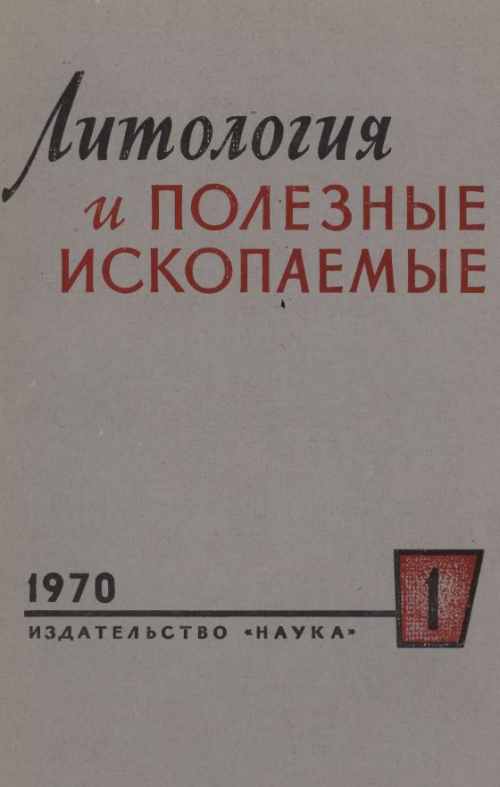 Литология
и ПОЛЕЗНЫЕ
ИСКОПАЕМЫЕ
1970
1
ИЗДАТЕЛЬСТВО «НАУКА»